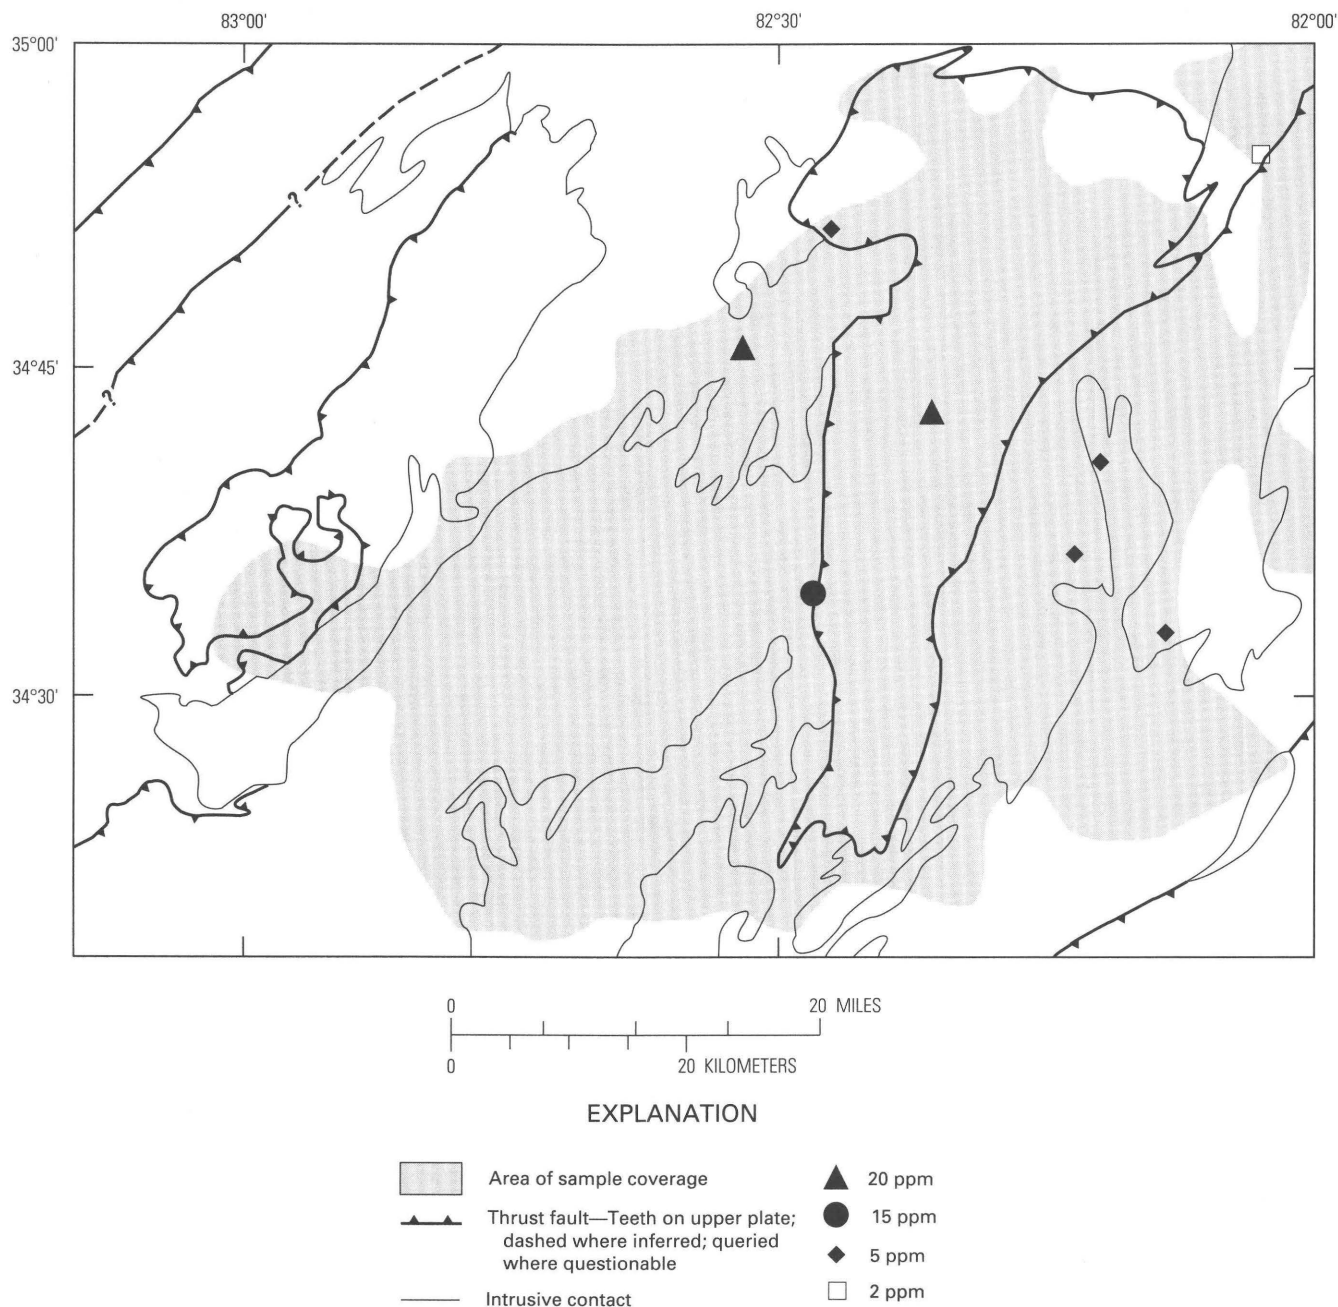 83°00' 82°30' 82°00'
35°00'
?
34°45'
?
34°30'
0 20 MILES
0 20 KILOMETERS
EXPLANATION
Area of sample coverage
Thrust fault—Teeth on upper plate;
dashed where inferred; queried
where questionable
Intrusive contact
20 ppm
15 ppm
5 ppm
2 ppm